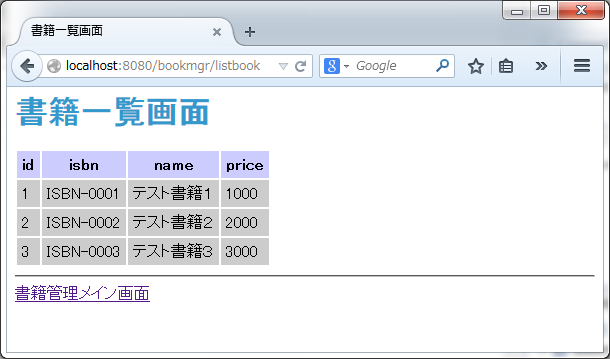 書籍一覧画面
localhost:8080/bookmgr/listbook
Google
書籍一覧画面
id isbn name price
1 ISBN-0001 テスト書籍1 1000
2 ISBN-0002 テスト書籍2 2000
3 ISBN-0003 テスト書籍3 3000
書籍管理メイン画面